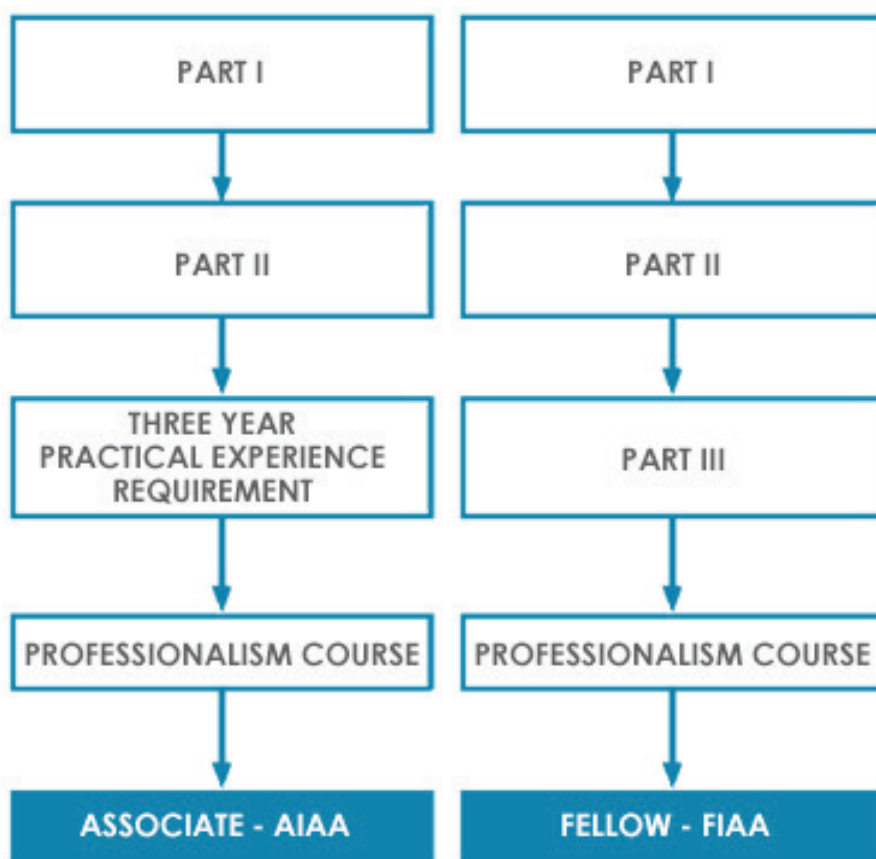 PART I
PART II
THREE YEAR
PRACTICAL EXPERIENCE
REQUIREMENT
PROFESSIONALISM COURSE
ASSOCIATE - AIAA
PART I
PART II
PART III
PROFESSIONALISM COURSE
FELLOW - FIAA